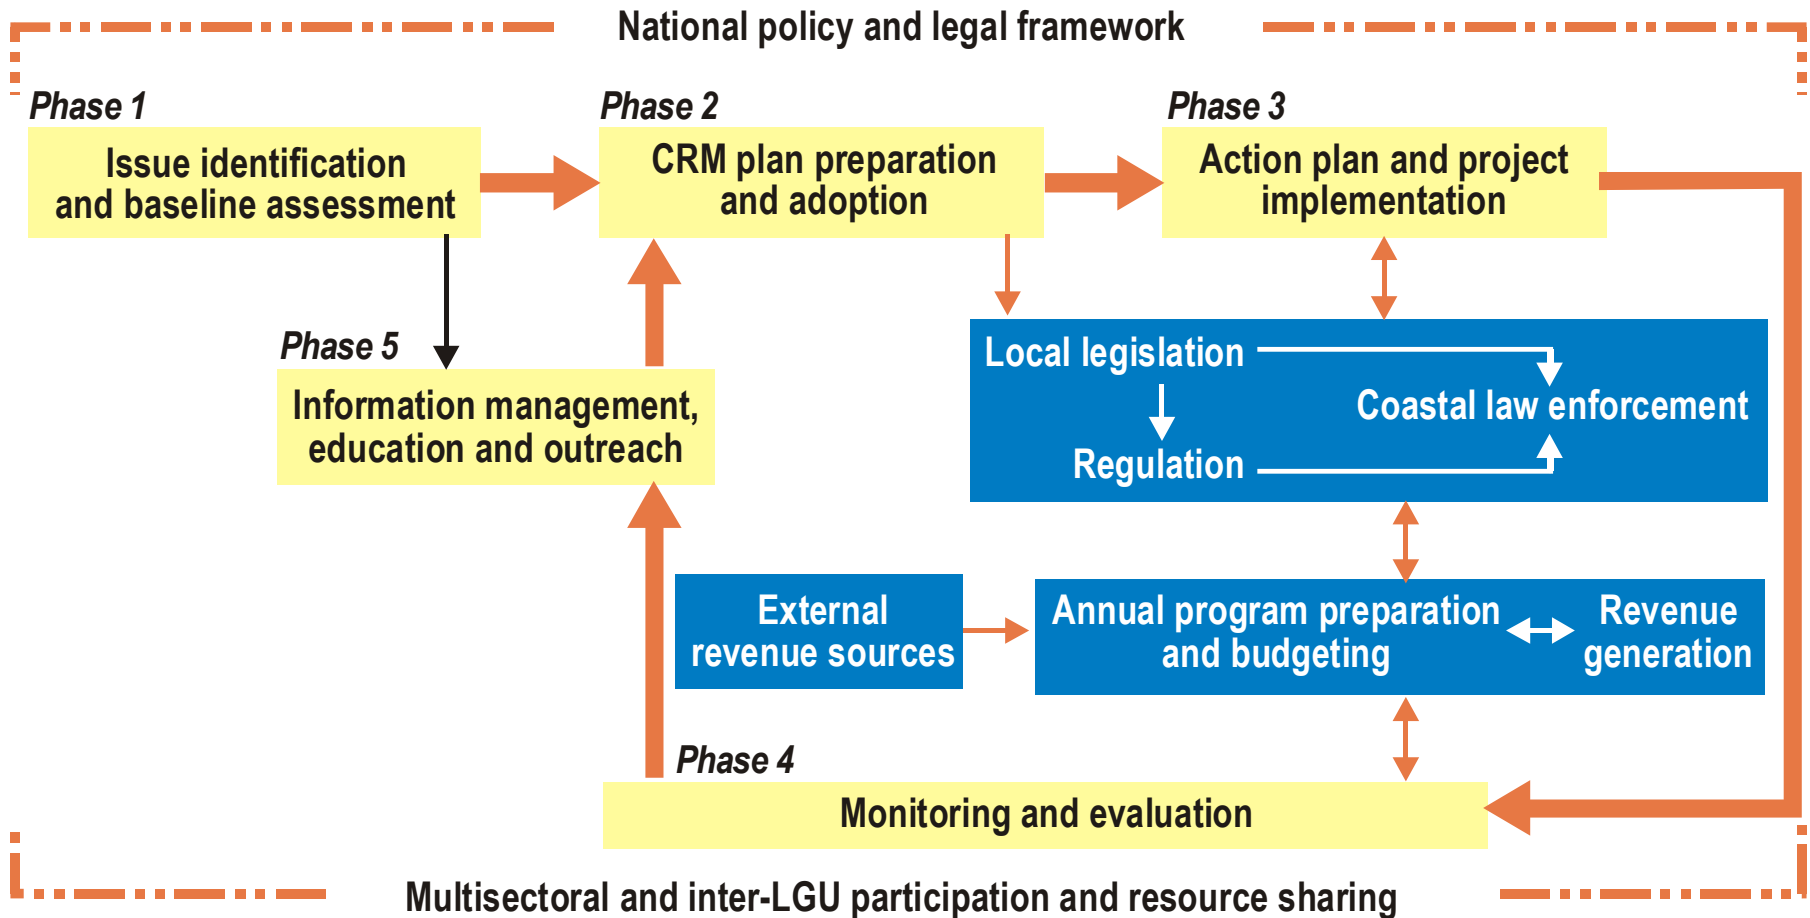 National policy and legal framework
Phase 1
Issue identification
and baseline assessment
Phase 2
CRM plan preparation
and adoption
Phase 3
Action plan and project
implementation
Phase 5
Information management,
education and outreach
Local legislation
Coastal law enforcement
Regulation
External
revenue sources
Annual program preparation
and budgeting
Revenue
generation
Phase 4
Monitoring and evaluation
Multisectoral and inter-LGU participation and resource sharing